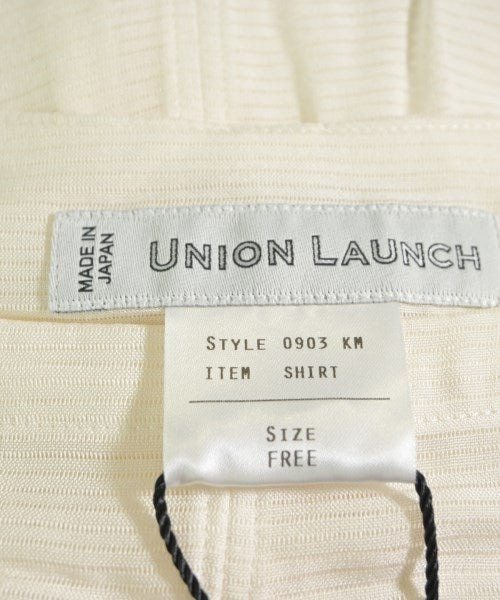 MADE IN
JAPAN
UNION LAUNCH
STYLE 0903 KM
ITEM SHIRT
SIZE
FREE